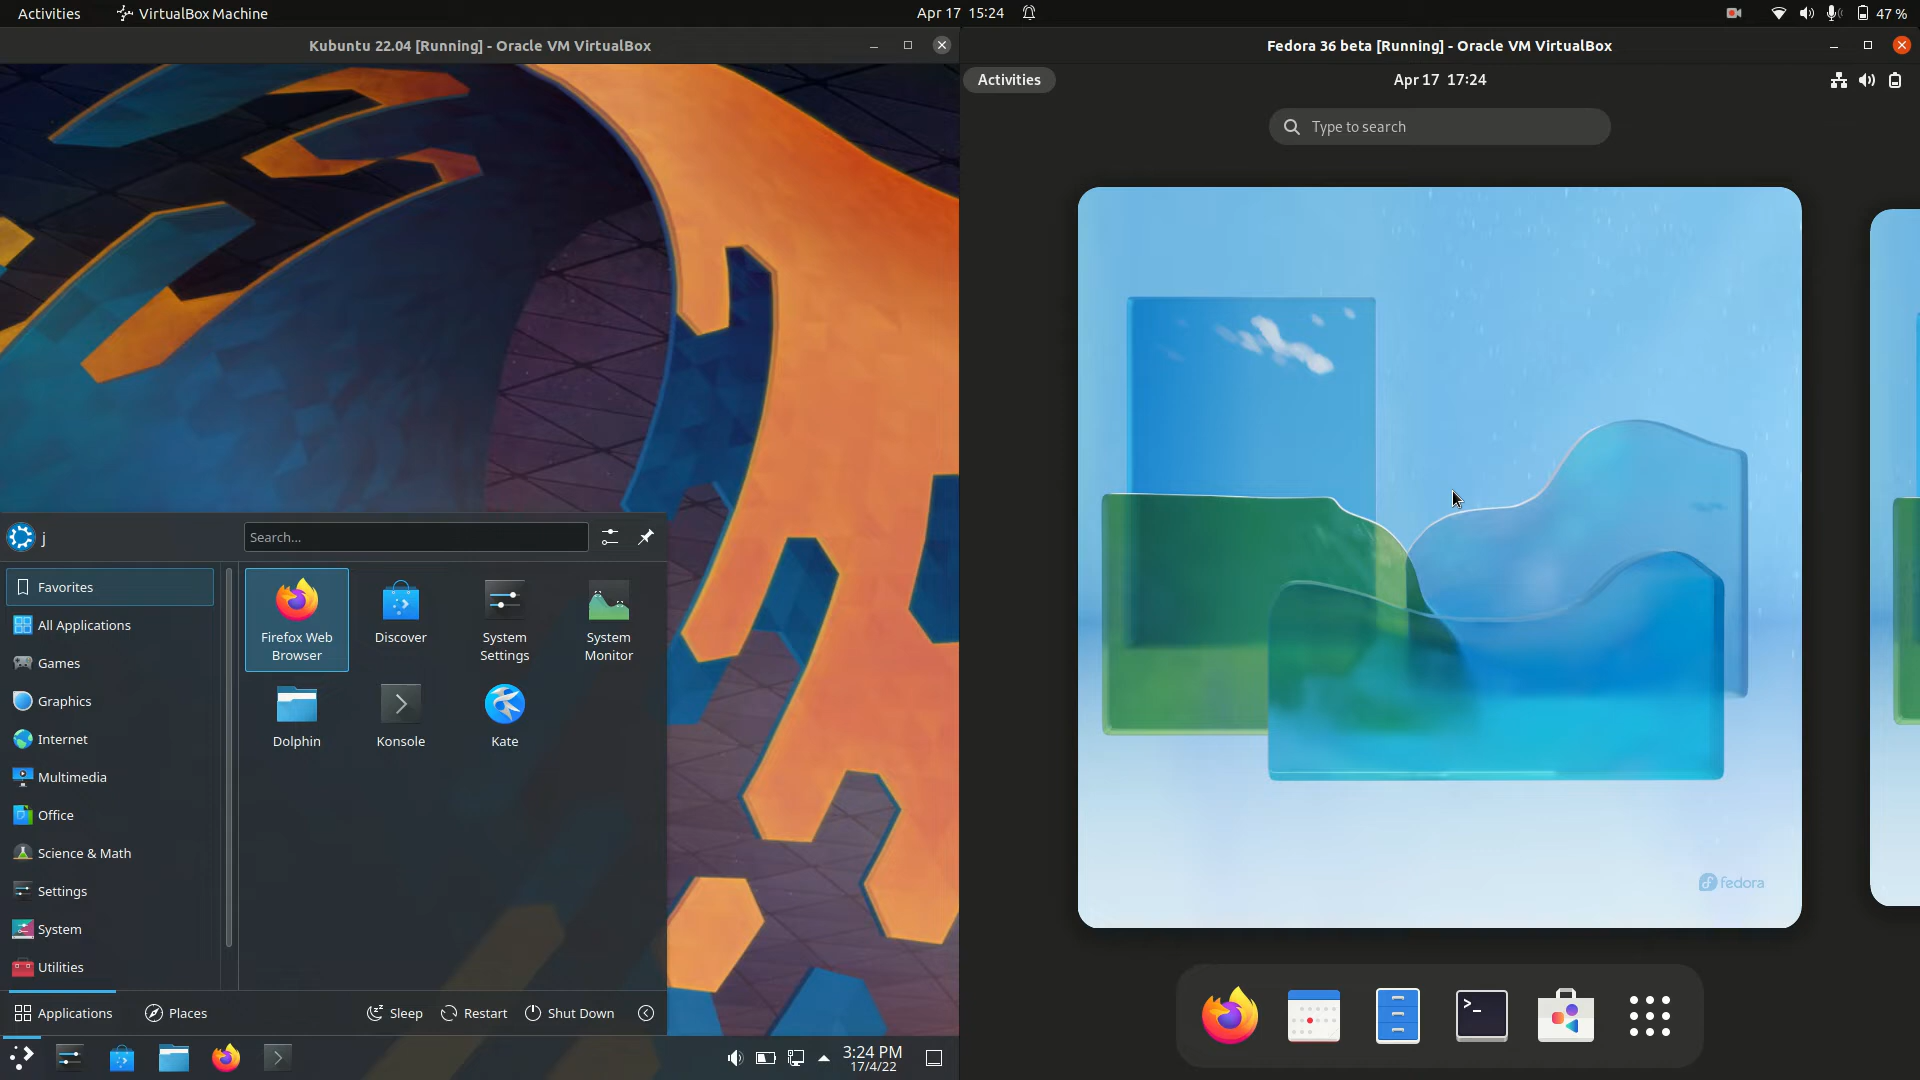 Activities
VirtualBox Machine
Apr 17 15:24
47 %
Kubuntu 22.04 [Running] - Oracle VM VirtualBox
Fedora 36 beta [Running] - Oracle VM VirtualBox
Activities
Apr 17 17:24
Type to search
fedora
j
Search...
Favorites
All Applications
Games
Graphics
Internet
Multimedia
Office
Science & Math
Settings
System
Utilities
Firefox Web
Browser
Discover
System
Settings
System
Monitor
Dolphin
Konsole
Kate
Applications
Places
Sleep
Restart
Shut Down
3:24 PM
17/4/22